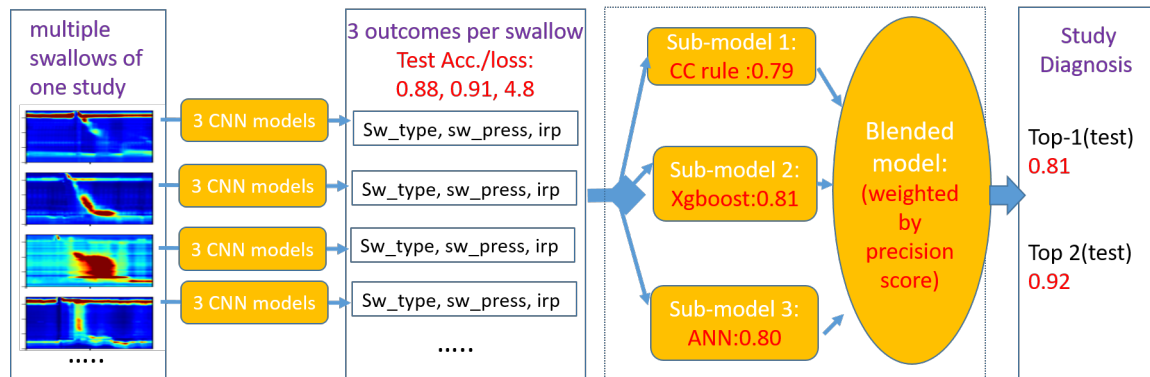 multiple
swallows of
one study
.....
3 CNN models
3 CNN models
3 CNN models
3 CNN models
3 outcomes per swallow
Test Acc./loss:
0.88, 0.91, 4.8
Sw_type, sw_press, irp
Sw_type, sw_press, irp
Sw_type, sw_press, irp
Sw_type, sw_press, irp
.....
Sub-model 1:
CC rule :0.79
Sub-model 2:
Xgboost:0.81
Sub-model 3:
ANN:0.80
Blended
model:
(weighted
by
precision
score)
Study
Diagnosis
Top-1(test)
0.81
Top 2(test)
0.92